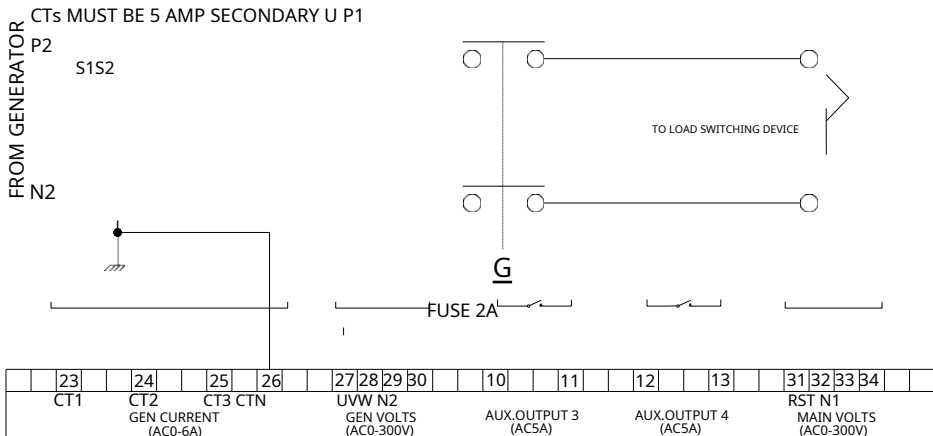 CTs MUST BE 5 AMP SECONDARY U P1
FROM GENERATOR
P2
S1S2
TO LOAD SWITCHING DEVICE
N2
G
FUSE 2A
23 24 25 26 27 28 29 30 10 11 12 13 31 32 33 34
CT1 CT2 CT3 CTN UVW N2 RST N1
GEN CURRENT GEN VOLTS AUX.OUTPUT 3 AUX.OUTPUT 4 MAIN VOLTS
(AC0-6A) (AC0-300V) (AC5A) (AC5A) (AC0-300V)